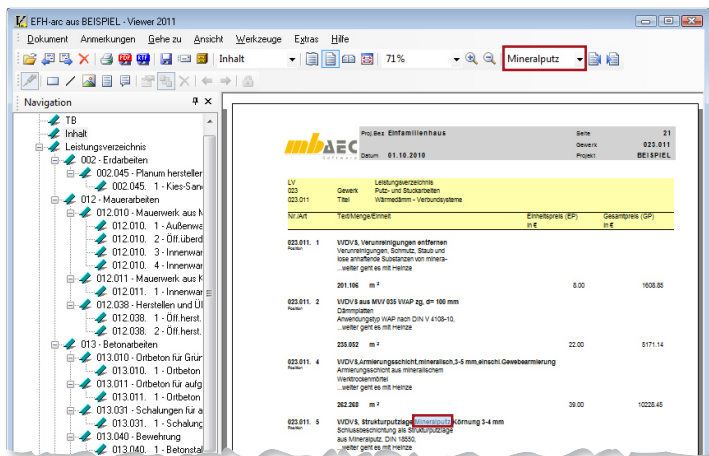 EFH-arc aus BEISPIEL - Viewer 2011
Dokument Anmerkungen Gehe zu Ansicht Werkzeuge Extras Hilfe
Inhalt 71% Mineralputz
Navigation
TB
Inhalt
Leistungsverzeichnis
002 - Erdarbeiten
002.045 - Planum hersteller
002.045. 1 - Kies-San
012 - Mauerarbeiten
012.010 - Mauerwerk aus M
012.010. 1 - Außenwa
012.010. 2 - Öff.überd
012.010. 3 - Innenwar
012.010. 4 - Innenwar
012.011 - Mauerwerk aus K
012.011. 1 - Innenwar
012.038 - Herstellen und Ül
012.038. 1 - Öff.herst.
012.038. 2 - Öff.herst.
013 - Betonarbeiten
013.010 - Ortbeton für Grür
013.010. 1 - Ortbeton
013.011 - Ortbeton für aufg
013.011. 1 - Ortbeton
013.031 - Schalungen für a
013.031. 1 - Schalung
013.040 - Bewehrung
013.040. 1 - Betonstal
mbAEC
Software
Proj.Bez Einfamilienhaus Seite 21
Gewerk 023.011
Datum 01.10.2010 Projekt BEISPIEL
LV Leistungsverzeichnis
023 Gewerk Putz- und Stuckarbeiten
023.011 Titel Wärmedämm - Verbundsysteme
Nr./Art Text/Menge/Einheit Einheitspreis (EP) Gesamtpreis (GP)
in € in €
023.011. 1 WDVS, Verunreinigungen entfernen
Position Verunreinigungen, Schmutz, Staub und
lose anhaftende Substanzen von minera-
...weiter geht es mit Heinze
201.106 m² 8.00 1608.85
023.011. 2 WDVS aus MW 035 WAP zg, d= 100 mm
Position Dämmplatten
Anwendungstyp WAP nach DIN V 4108-10,
...weiter geht es mit Heinze
235.052 m² 22.00 5171.14
023.011. 4 WDVS,Armierungsschicht,mineralisch,3-5 mm,einschl.Gewebearmierung
Position Armierungsschicht aus mineralischem
Werktrockenmörtel
...weiter geht es mit Heinze
262.268 m² 39.00 10228.45
023.011. 5 WDVS, Strukturputzlage Mineralputz Körnung 3-4 mm
Position Schlussbeschichtung als Strukturputzlage
aus Mineralputz, DIN 18550,
...weiter geht es mit Heinze